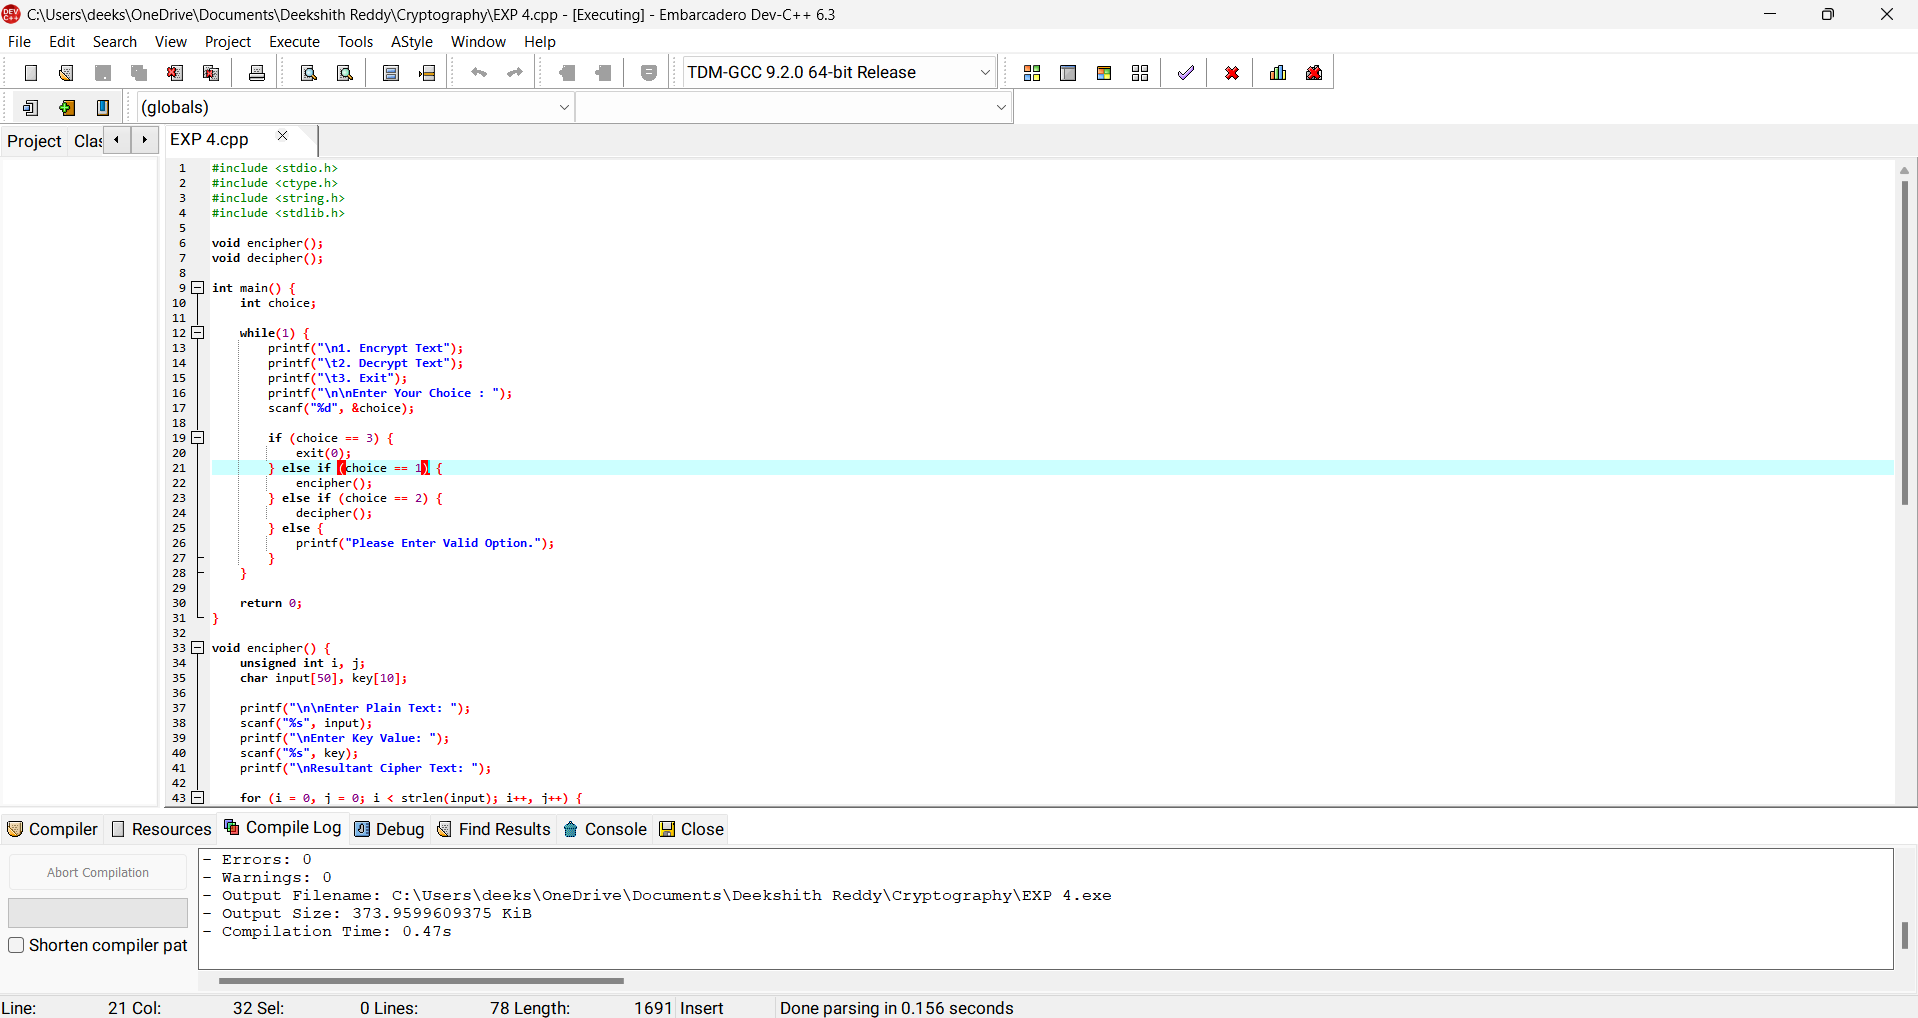 C:\Users\deeks\OneDrive\Documents\Deekshith Reddy\Cryptography\EXP 4.cpp - [Executing] - Embarcadero Dev-C++ 6.3
File Edit Search View Project Execute Tools AStyle Window Help
TDM-GCC 9.2.0 64-bit Release
(globals)
Project Clas EXP 4.cpp
1 #include <stdio.h>
2 #include <ctype.h>
3 #include <string.h>
4 #include <stdlib.h>
5
6 void encipher();
7 void decipher();
8
9 int main() {
10 int choice;
11
12 while(1) {
13 printf("\n1. Encrypt Text");
14 printf("\t2. Decrypt Text");
15 printf("\t3. Exit");
16 printf("\n\nEnter Your Choice : ");
17 scanf("%d", &choice);
18
19 if (choice == 3) {
20 exit(0);
21 } else if (choice == 1) {
22 encipher();
23 } else if (choice == 2) {
24 decipher();
25 } else {
26 printf("Please Enter Valid Option.");
27 }
28 }
29
30 return 0;
31 }
32
33 void encipher() {
34 unsigned int i, j;
35 char input[50], key[10];
36
37 printf("\n\nEnter Plain Text: ");
38 scanf("%s", input);
39 printf("\nEnter Key Value: ");
40 scanf("%s", key);
41 printf("\nResultant Cipher Text: ");
42
43 for (i = 0, j = 0; i < strlen(input); i++, j++) {
Compiler Resources Compile Log Debug Find Results Console Close
Abort Compilation
Shorten compiler pat
- Errors: 0
- Warnings: 0
- Output Filename: C:\Users\deeks\OneDrive\Documents\Deekshith Reddy\Cryptography\EXP 4.exe
- Output Size: 373.9599609375 KiB
- Compilation Time: 0.47s
Line: 21 Col: 32 Sel: 0 Lines: 78 Length: 1691 Insert Done parsing in 0.156 seconds